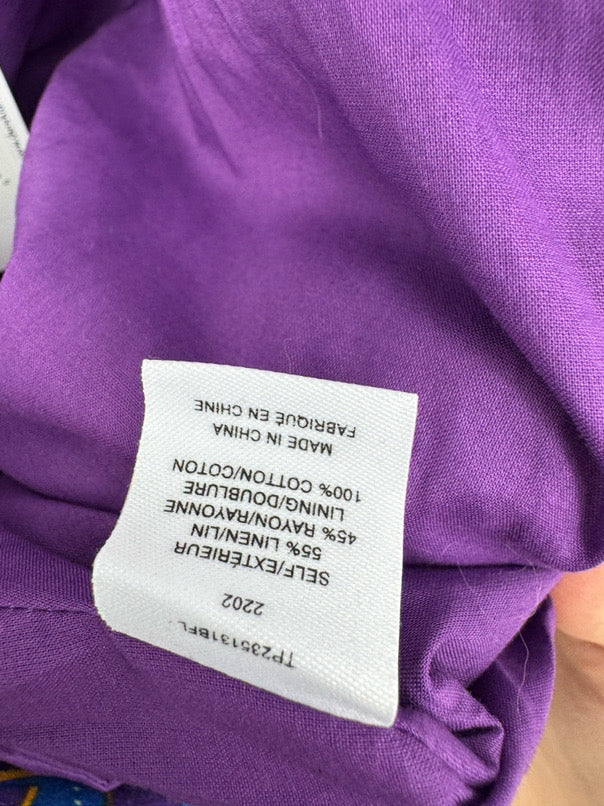 TP235131BFL
2202
SELF/EXTÉRIEUR
55% LINEN/LIN
45% RAYON/RAYONNE
LINING/DOUBLURE
100% COTTON/COTON
MADE IN CHINA
FABRIQUÉ EN CHINE